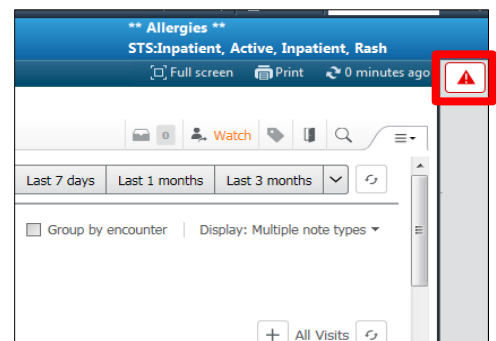 ** Allergies **
STS:Inpatient, Active, Inpatient, Rash
Full screen Print 0 minutes ago
0 Watch
Last 7 days Last 1 months Last 3 months
Group by encounter Display: Multiple note types
All Visits